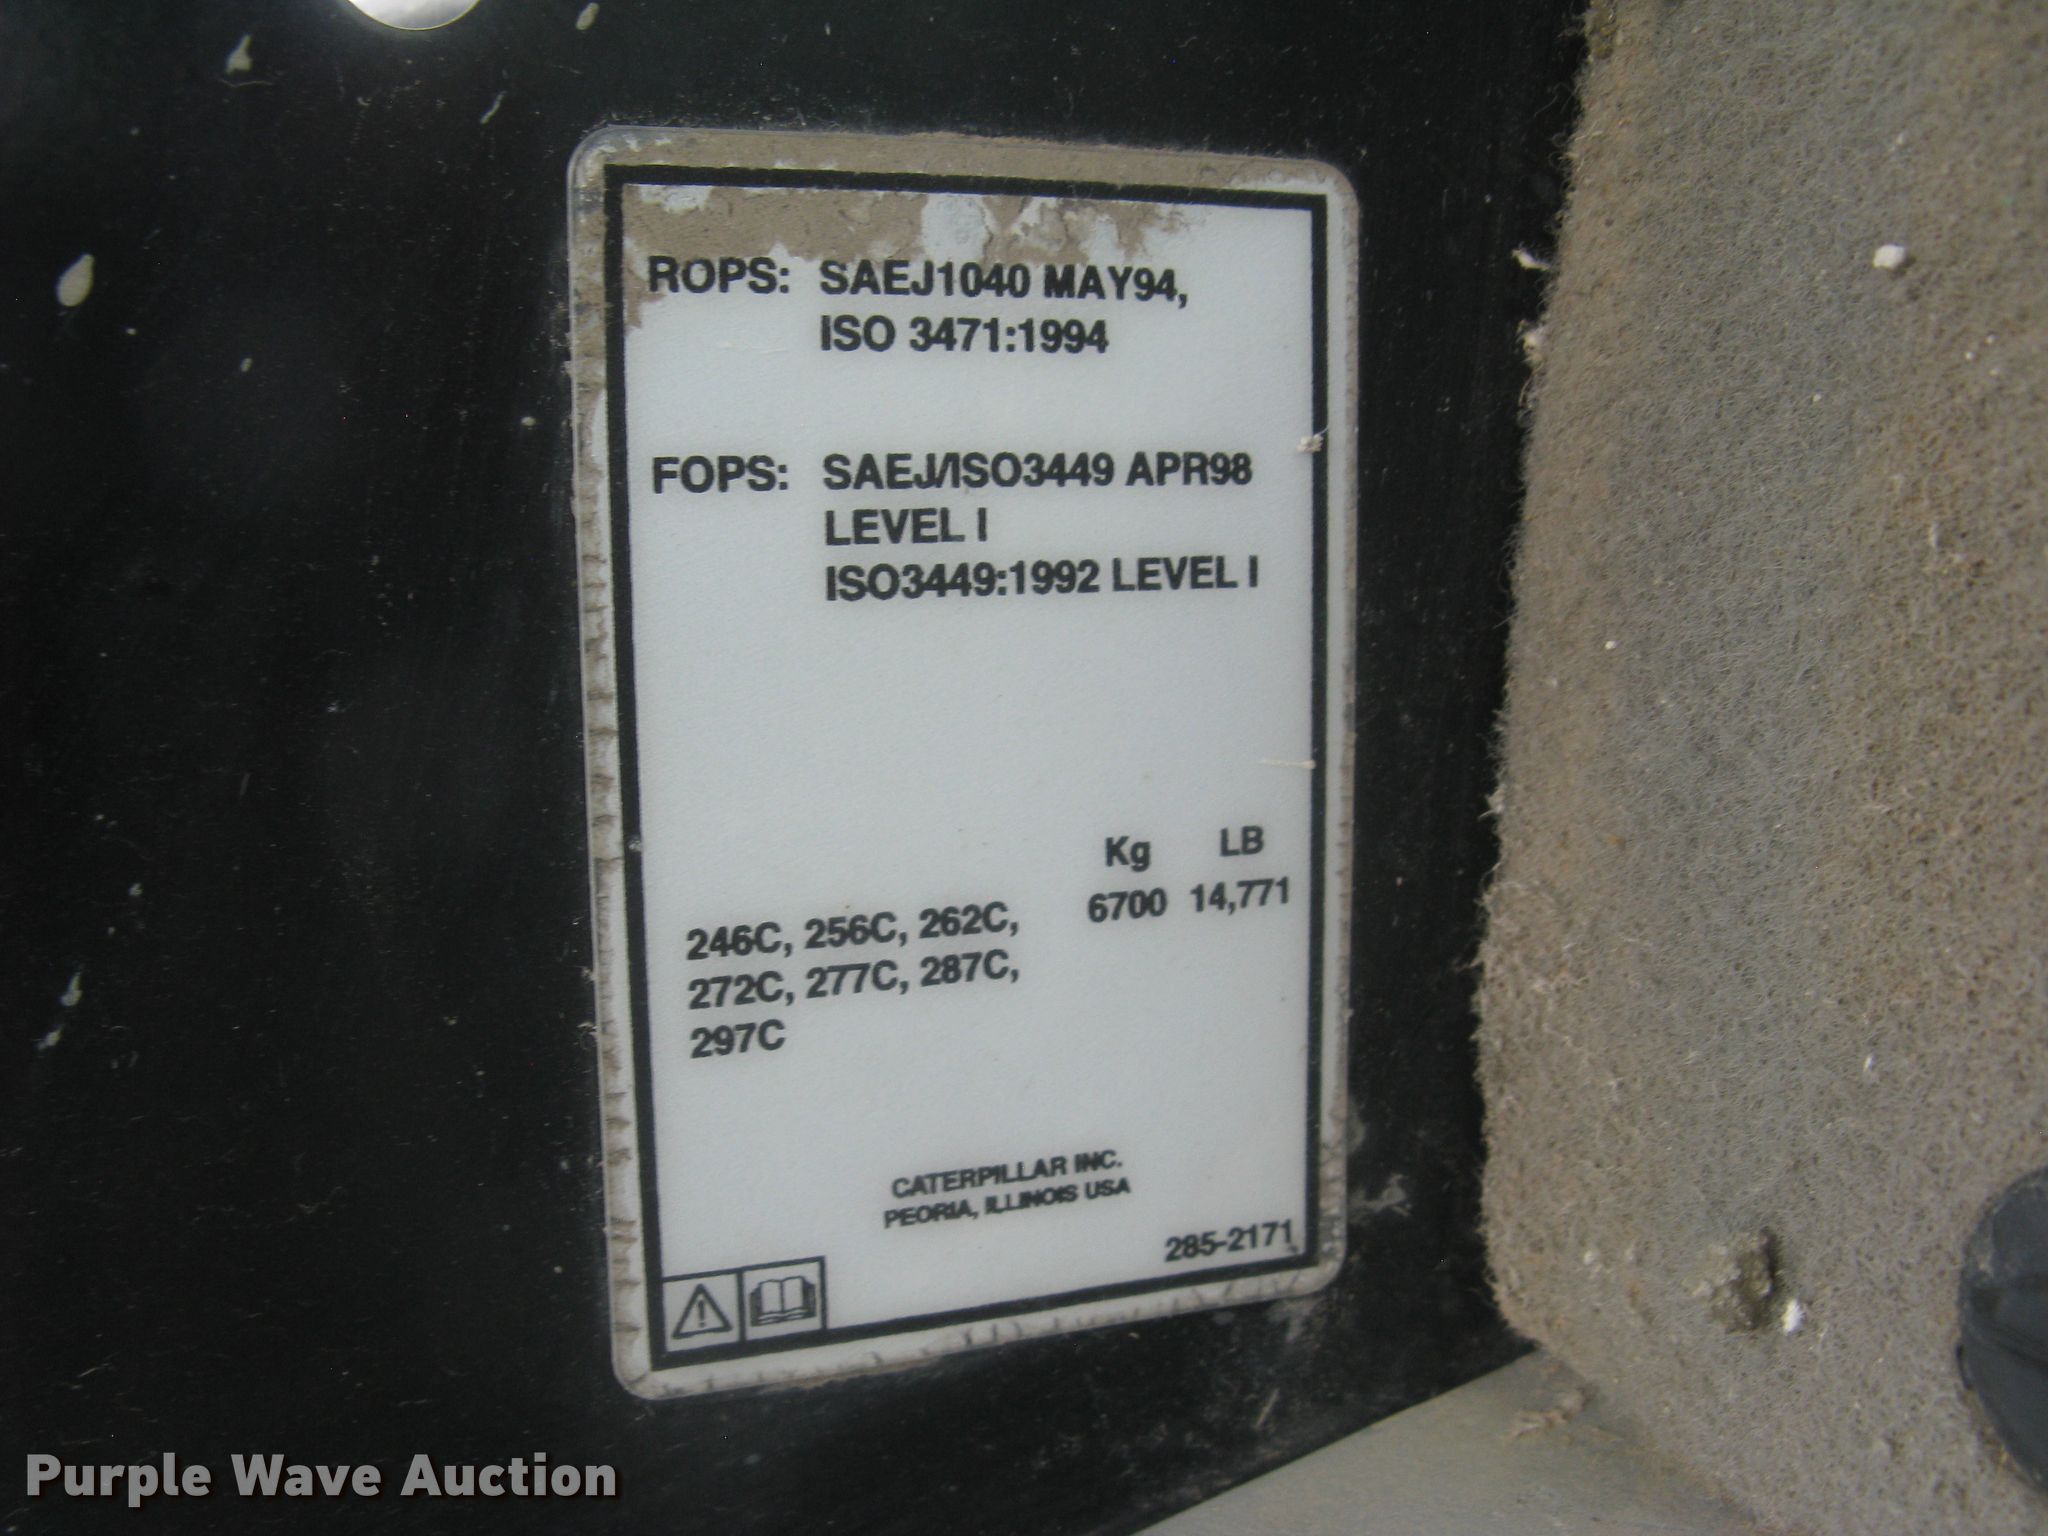 ROPS: SAEJ1040 MAY94,
ISO 3471:1994
FOPS: SAEJ/ISO3449 APR98
LEVEL I
ISO3449:1992 LEVEL I
Kg LB
246C, 256C, 262C, 6700 14,771
272C, 277C, 287C,
297C
CATERPILLAR INC.
PEORIA, ILLINOIS USA
285-2171
Purple Wave Auction